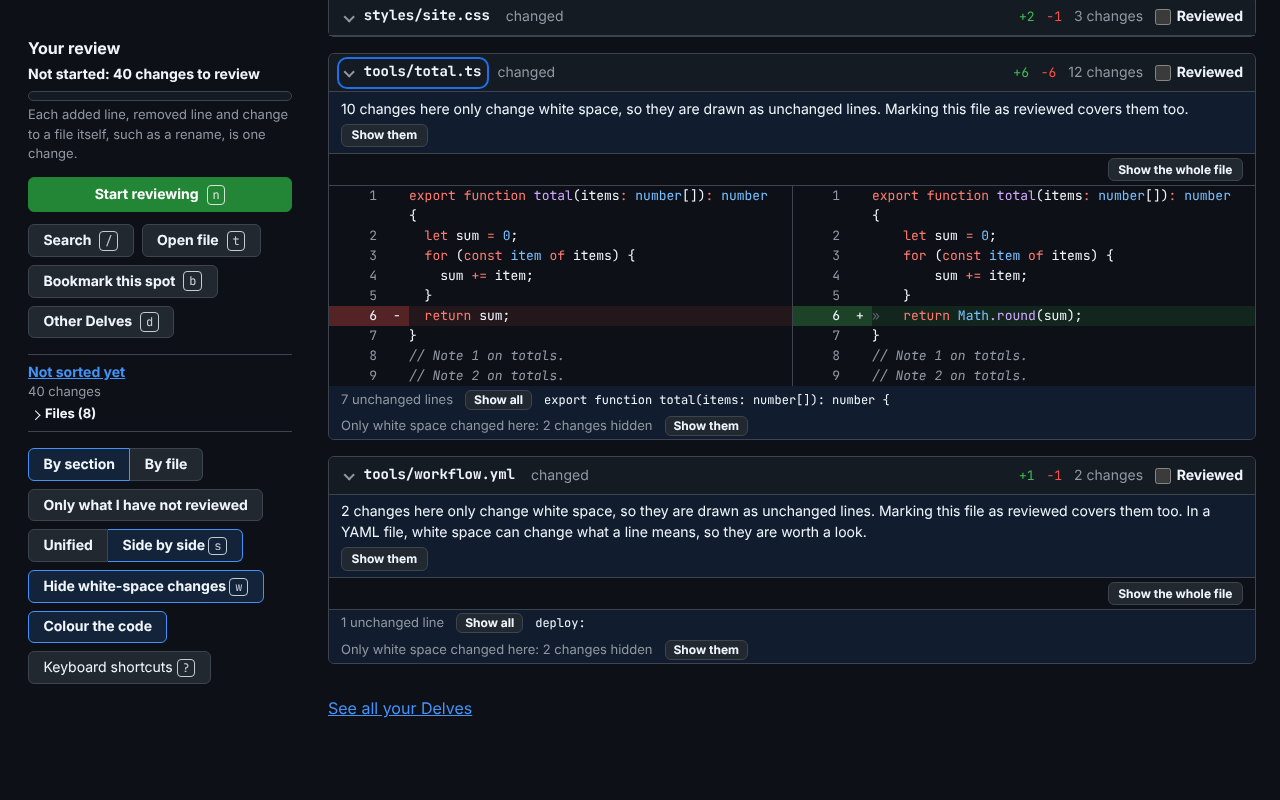 Your review
Not started: 40 changes to review
Each added line, removed line and change
to a file itself, such as a rename, is one
change.
Start reviewing n
Search / Open file t
Bookmark this spot b
Other Delves d
Not sorted yet
40 changes
Files (8)
By section By file
Only what I have not reviewed
Unified Side by side s
Hide white-space changes w
Colour the code
Keyboard shortcuts ?
styles/site.css changed +2 -1 3 changes Reviewed
tools/total.ts changed +6 -6 12 changes Reviewed
10 changes here only change white space, so they are drawn as unchanged lines. Marking this file as reviewed covers them too.
Show them
Show the whole file
1 export function total(items: number[]): number
{
2 let sum = 0;
3 for (const item of items) {
4 sum += item;
5 }
6 - return sum;
7 }
8 // Note 1 on totals.
9 // Note 2 on totals.
1 export function total(items: number[]): number
{
2 let sum = 0;
3 for (const item of items) {
4 sum += item;
5 }
6 + » return Math.round(sum);
7 }
8 // Note 1 on totals.
9 // Note 2 on totals.
7 unchanged lines Show all export function total(items: number[]): number {
Only white space changed here: 2 changes hidden Show them
tools/workflow.yml changed +1 -1 2 changes Reviewed
2 changes here only change white space, so they are drawn as unchanged lines. Marking this file as reviewed covers them too. In a
YAML file, white space can change what a line means, so they are worth a look.
Show them
Show the whole file
1 unchanged line Show all deploy:
Only white space changed here: 2 changes hidden Show them
See all your Delves